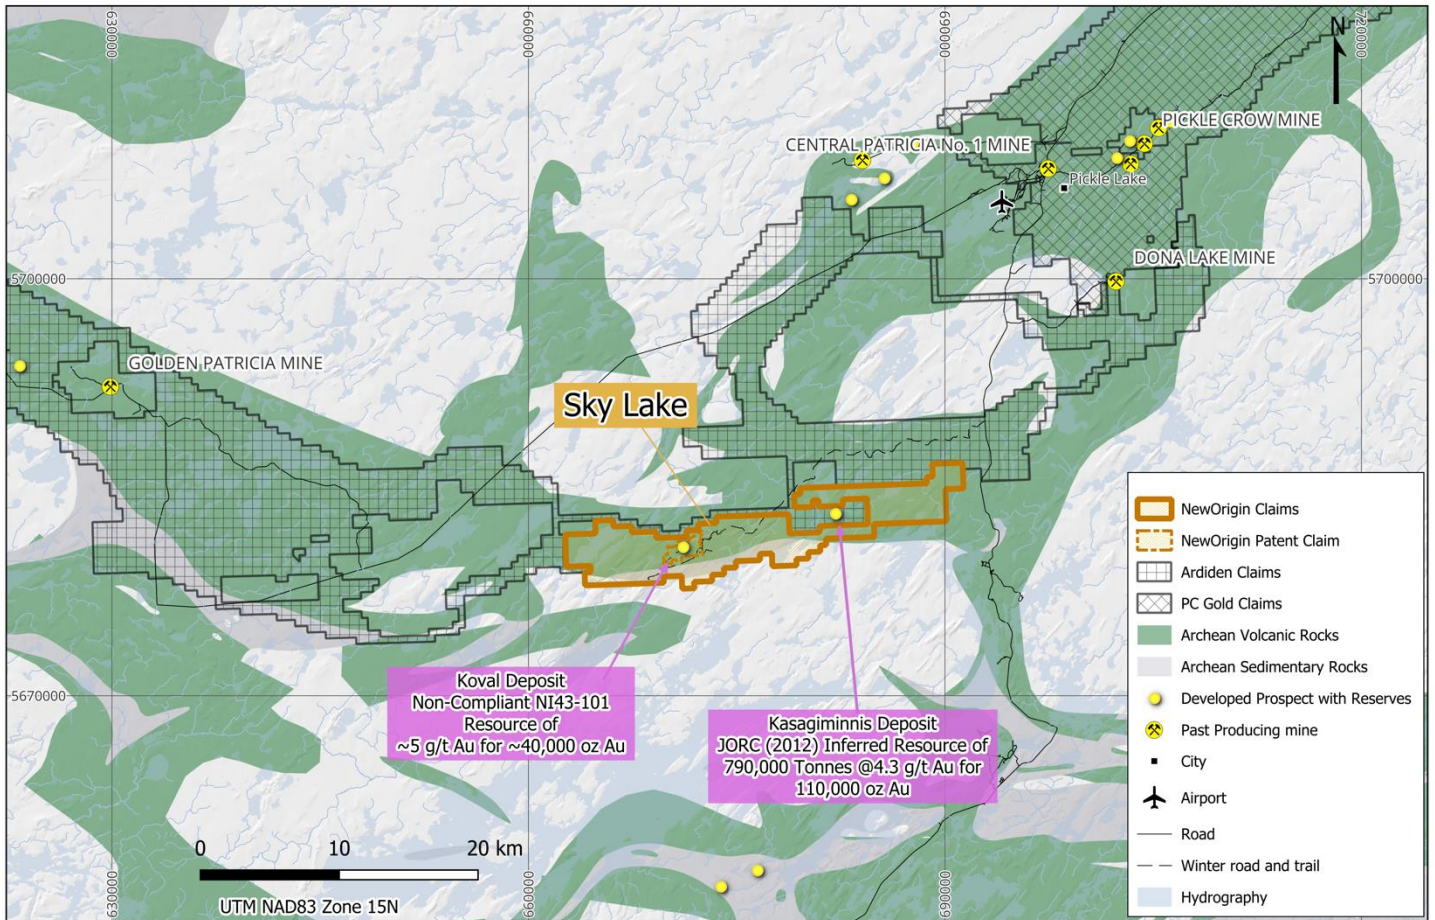 630000
660000
690000
720000
N
PICKLE CROW MINE
CENTRAL PATRICIA No. 1 MINE
Pickle Lake
DONA LAKE MINE
5700000
5700000
GOLDEN PATRICIA MINE
Sky Lake
NewOrigin Claims
NewOrigin Patent Claim
Ardiden Claims
PC Gold Claims
Archean Volcanic Rocks
Archean Sedimentary Rocks
Developed Prospect with Reserves
Past Producing mine
City
Airport
Road
Winter road and trail
Hydrography
5670000
Koval Deposit
Non-Compliant NI43-101
Resource of
~5 g/t Au for ~40,000 oz Au
Kasagiminnis Deposit
JORC (2012) Inferred Resource of
790,000 Tonnes @4.3 g/t Au for
110,000 oz Au
0 10 20 km
UTM NAD83 Zone 15N
630000
660000
690000